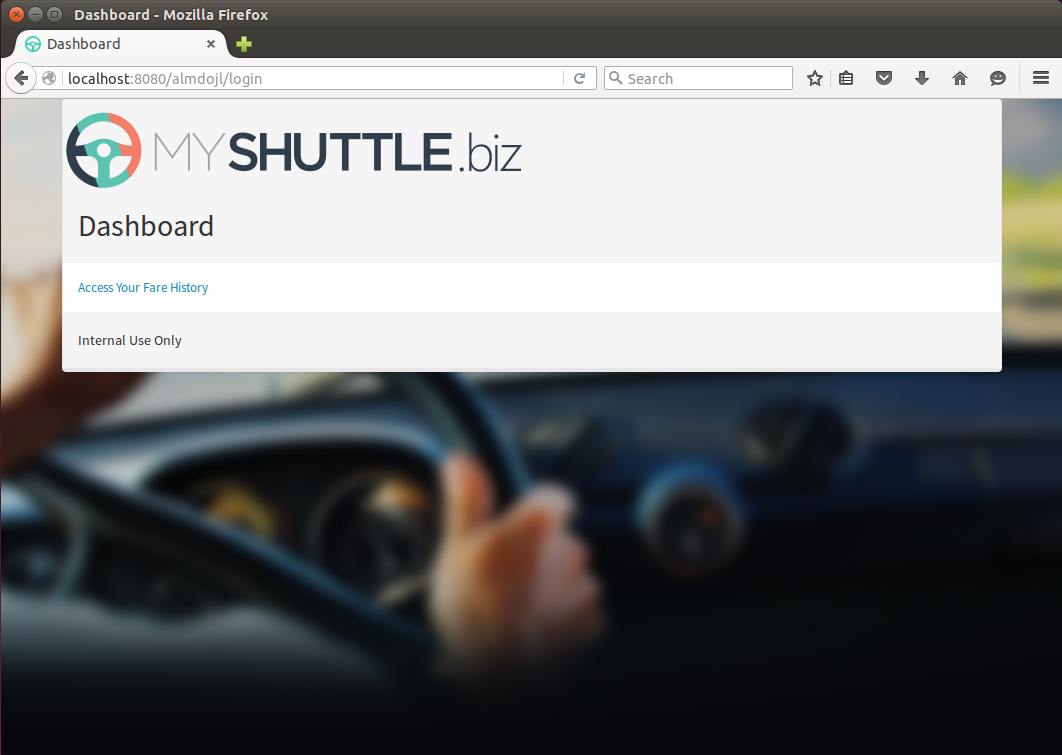 Dashboard - Mozilla Firefox
Dashboard
localhost:8080/almdojl/login
Search
MYSHUTTLE.biz
Dashboard
Access Your Fare History
Internal Use Only